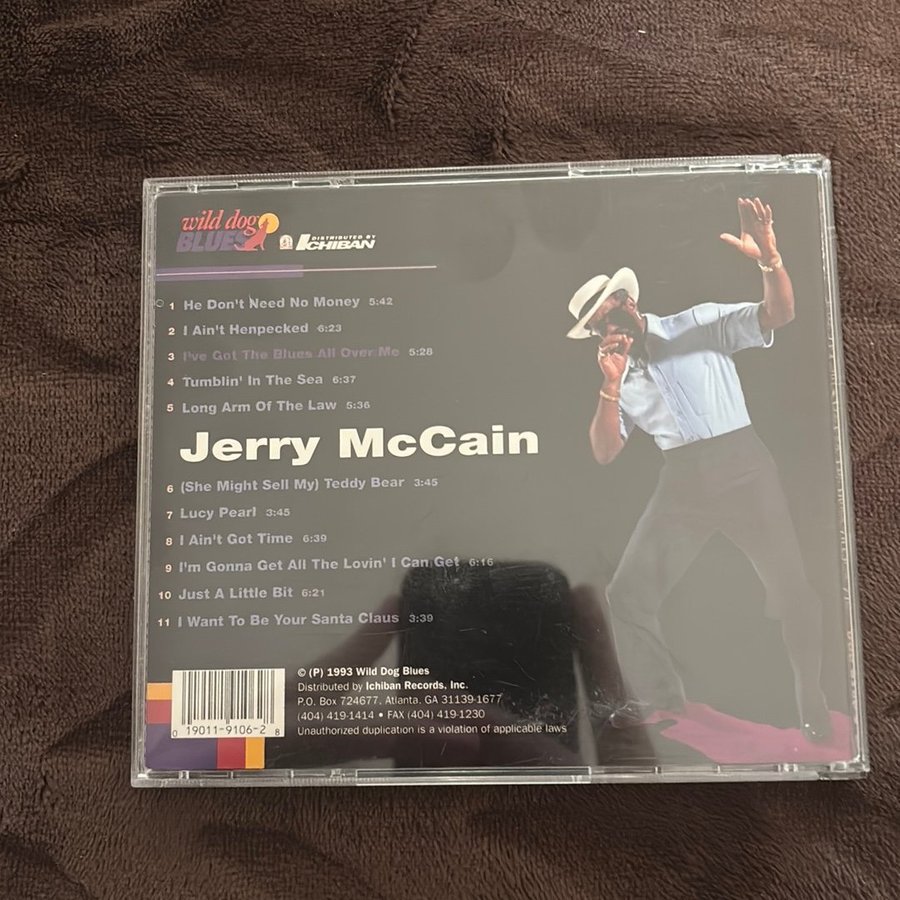 wild dog
BLUES
DISTRIBUTED BY
ICHIBAN
1 He Don't Need No Money 5:42
2 I Ain't Henpecked 6:23
3 I've Got The Blues All Over Me 5:28
4 Tumblin' In The Sea 6:37
5 Long Arm Of The Law 5:36
Jerry McCain
6 (She Might Sell My) Teddy Bear 3:45
7 Lucy Pearl 3:45
8 I Ain't Got Time 6:39
9 I'm Gonna Get All The Lovin' I Can Get 6:16
10 Just A Little Bit 6:21
11 I Want To Be Your Santa Claus 3:39
© (P) 1993 Wild Dog Blues
Distributed by Ichiban Records, Inc.
P.O. Box 724677, Atlanta, GA 31139-1677
(404) 419-1414 • FAX (404) 419-1230
Unauthorized duplication is a violation of applicable laws
0 19011-9106-2 8